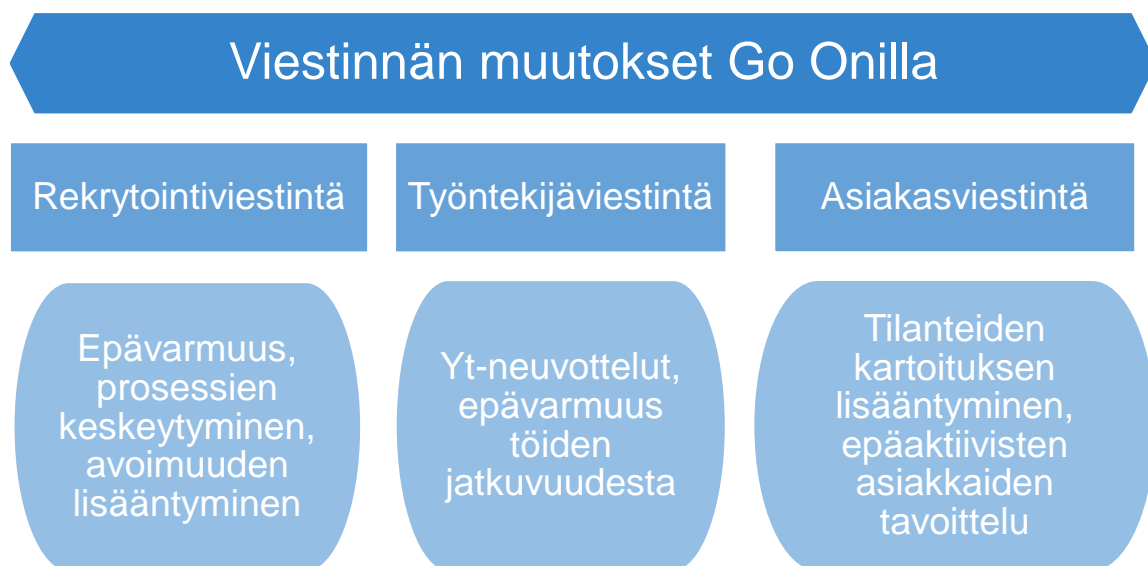 Viestinnän muutokset Go Onilla
Rekrytointiviestintä
Työntekijäviestintä
Asiakasviestintä
Epävarmuus,
prosessien
keskeytyminen,
avoimuuden
lisääntyminen
Yt-neuvottelut,
epävarmuus
töiden
jatkuvuudesta
Tilanteiden
kartoituksen
lisääntyminen,
epäaktiivisten
asiakkaiden
tavoittelu